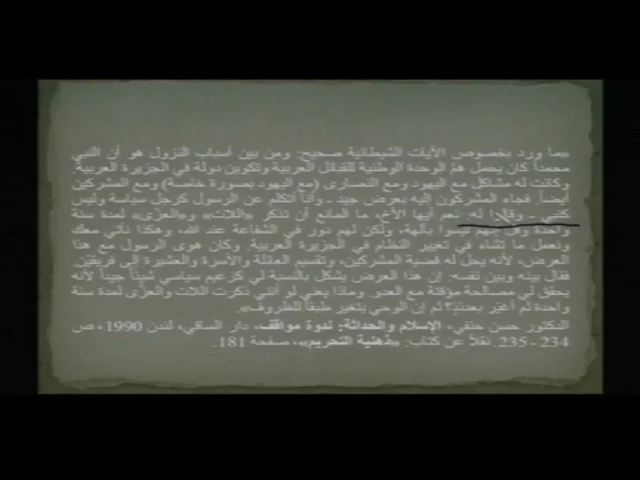 «ما ورد بخصوص الآيات الشيطانية صحيح: ومن بين أسباب النزول هو أن النبي
محمداً كان يحمل همّ الوحدة الوطنية للقبائل العربية وتكوين دولة في الجزيرة العربية.
وكانت له مشاكل مع اليهود ومع النصارى (مع اليهود بصورة خاصة) ومع المشركين
أيضاً. فجاء المشركون إليه بعرض جيد - وأنا أتكلم عن الرسول كرجل سياسة وليس
كنبي - وقالوا له: نعم أيها الأخ، ما المانع أن تذكر «اللات» و«العزى» لمدة سنة
بآلهة، ولكن لهم دور في الشفاعة عند الله، وهكذا نأتي معك
ونعمل ما تشاء في تغيير النظام في الجزيرة العربية. وكان هوى الرسول مع هذا
العرض، لأنه يحل له قضية المشركين، وتقسيم العائلة والأسرة والعشيرة إلى فريقين.
فقال بينه وبين نفسه: إن هذا العرض يشكل بالنسبة لي كزعيم سياسي شيئاً جيداً لأنه
يحقق لي مصالحة مؤقتة مع العدو. وماذا يعني لو أنني ذكرت اللات والعزى لمدة سنة
واحدة ثم أغير بعدئذ؟ ثم إن الوحي يتغير طبقاً للظروف».
الدكتور حسن حنفي، الإسلام والحداثة: ندوة مواقف، دار الساقي، لندن 1990، ص
234 - 235. نقلاً عن كتاب: «ذهنية التحريم»، صفحة 181.